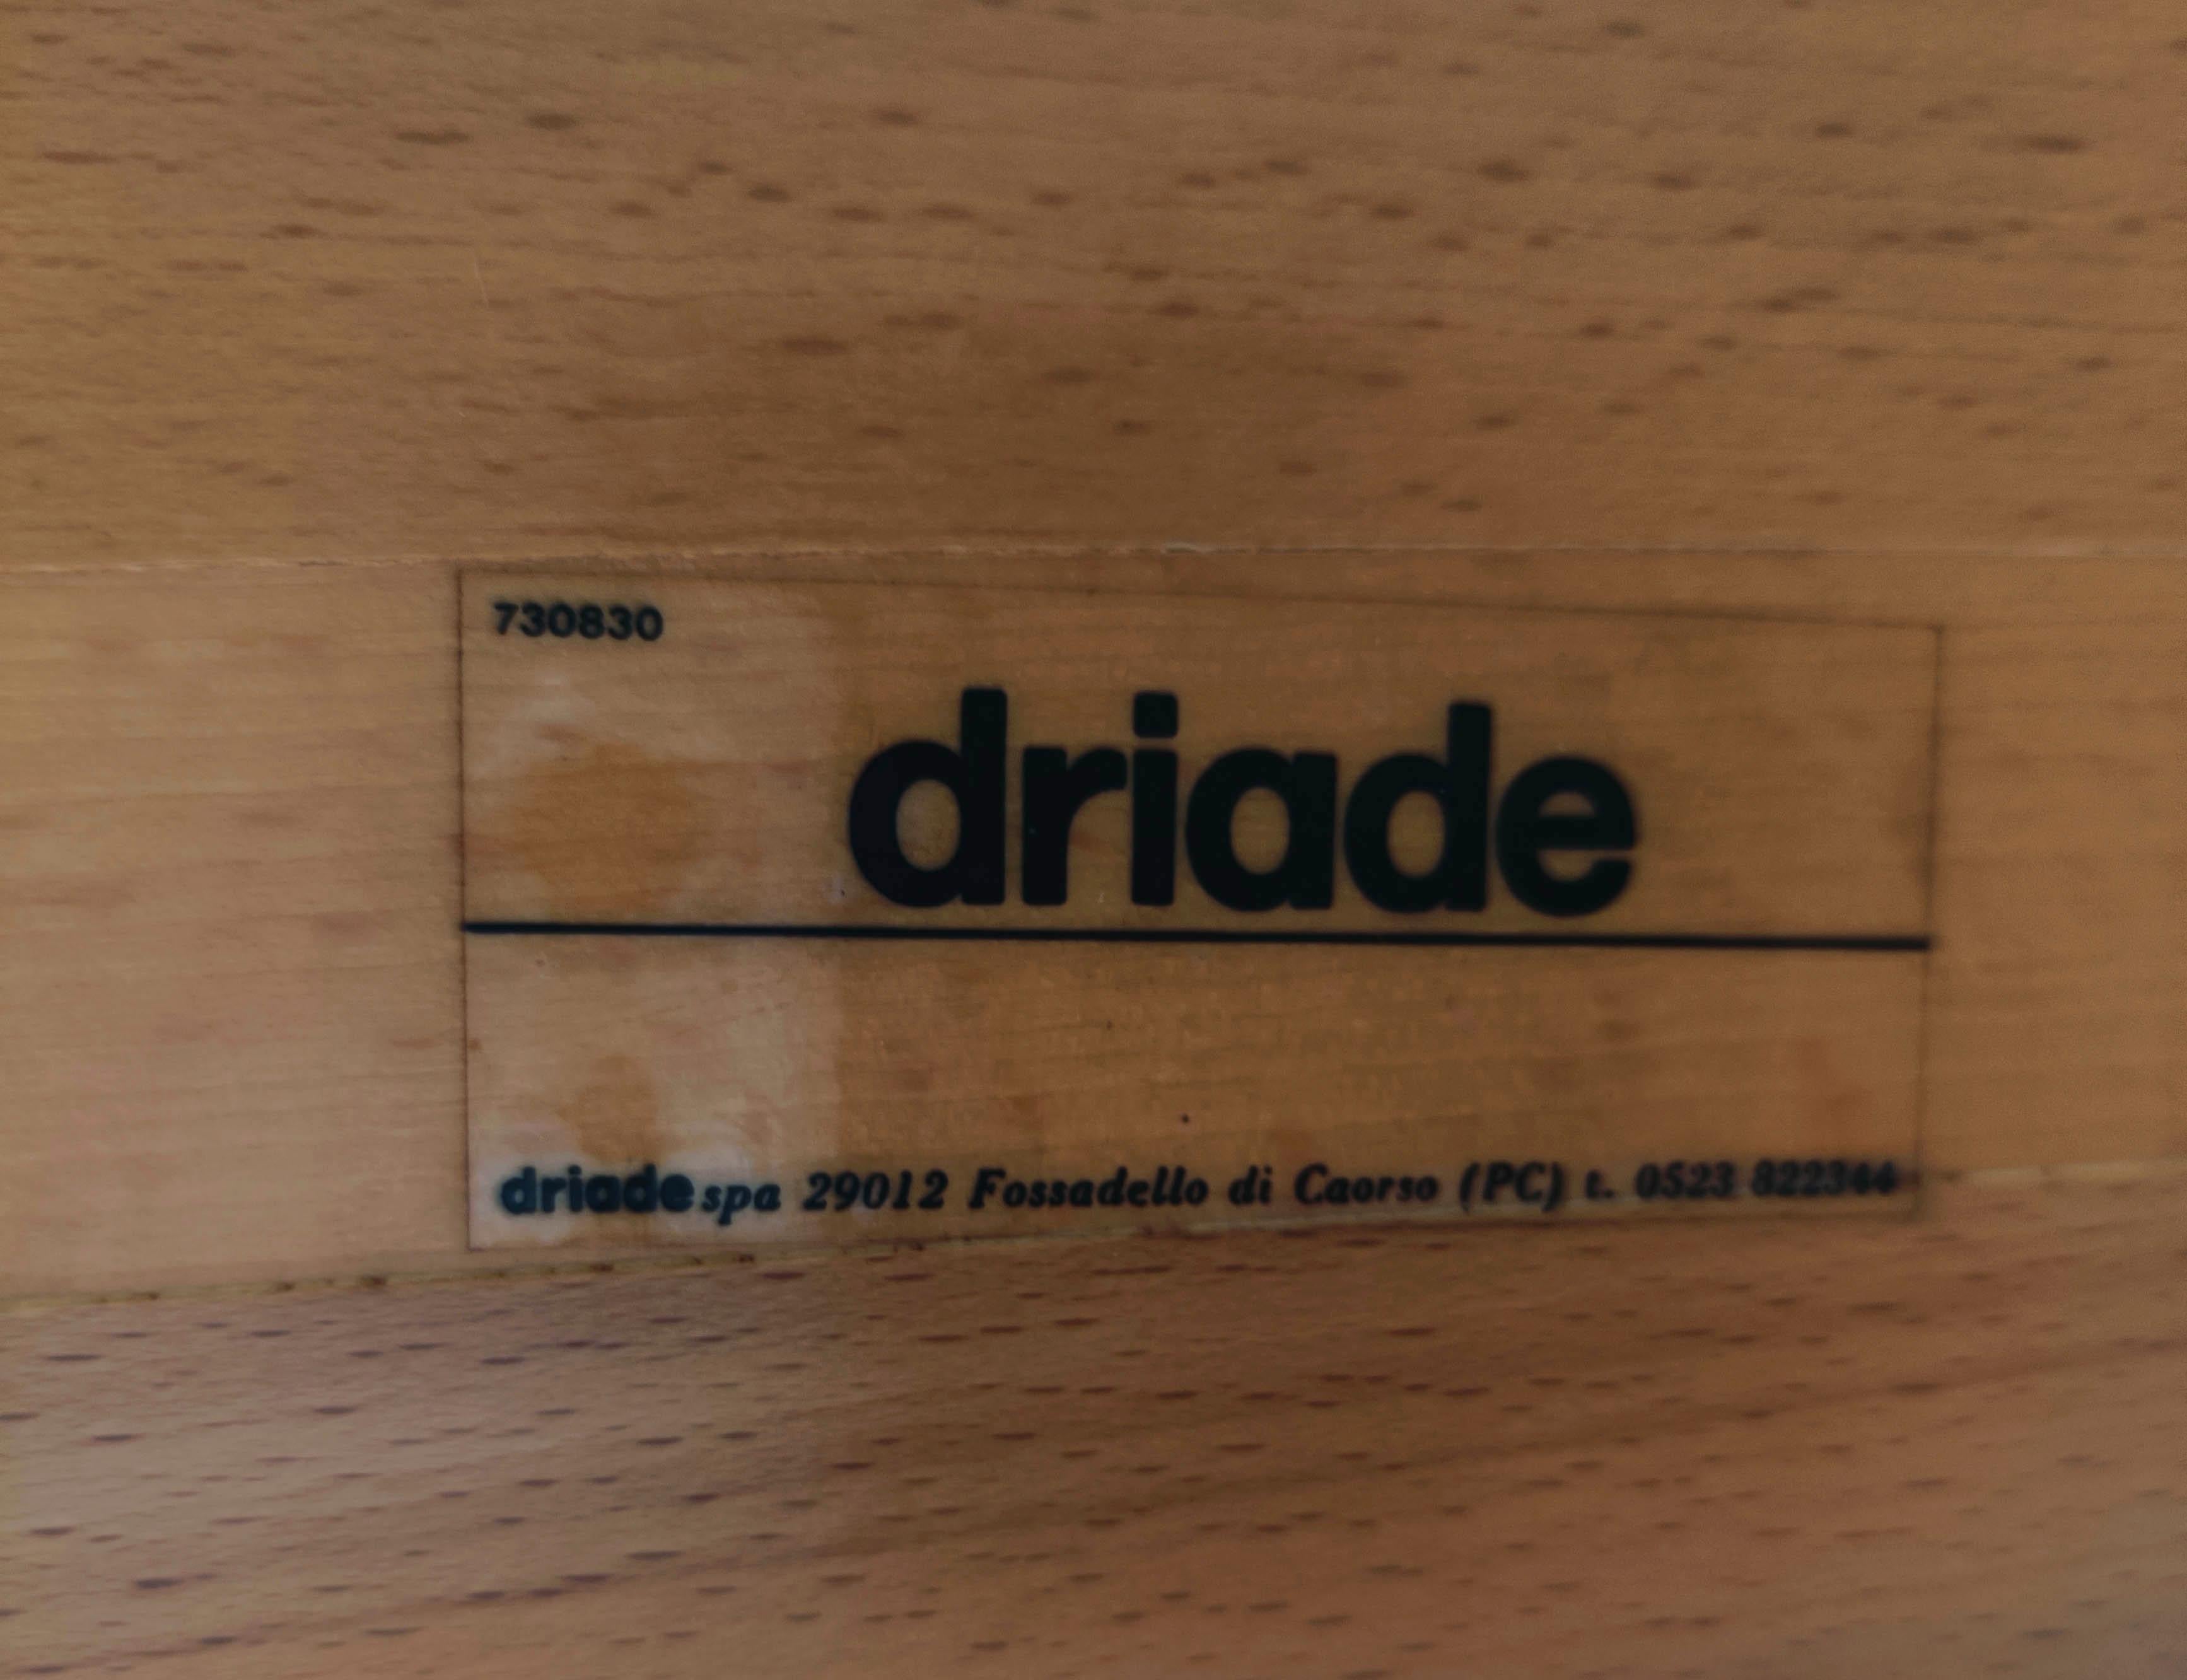 730830
driade
driade spa 29012 Fossadello di Caorso (PC) t. 0523 822344